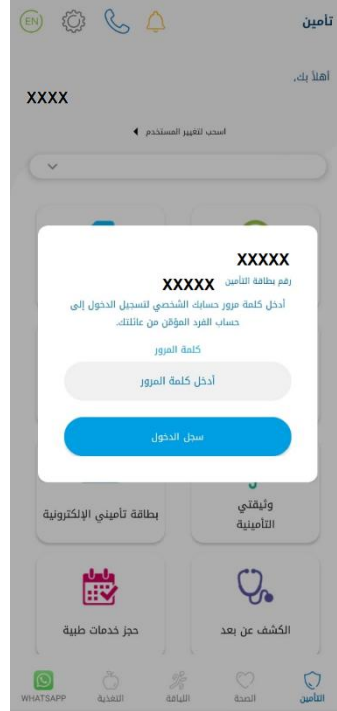 EN
تأمين
أهلاً بك,
XXXX
اسحب لتغيير المستخدم
XXXXX
رقم بطاقة التأمين XXXXX
أدخل كلمة مرور حسابك الشخصي لتسجيل الدخول إلى
حساب الفرد المؤمّن من عائلتك.
كلمة المرور
أدخل كلمة المرور
سجل الدخول
وثيقتي
التأمينية
بطاقة تأميني الإلكترونية
الكشف عن بعد
حجز خدمات طبية
التأمين
الصحة
اللياقة
التغذية
WHATSAPP